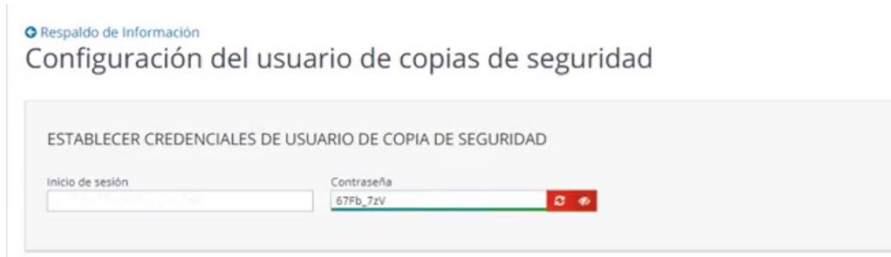 Respaldo de Información
Configuración del usuario de copias de seguridad
ESTABLECER CREDENCIALES DE USUARIO DE COPIA DE SEGURIDAD
Inicio de sesión Contraseña
67Fb_7zV